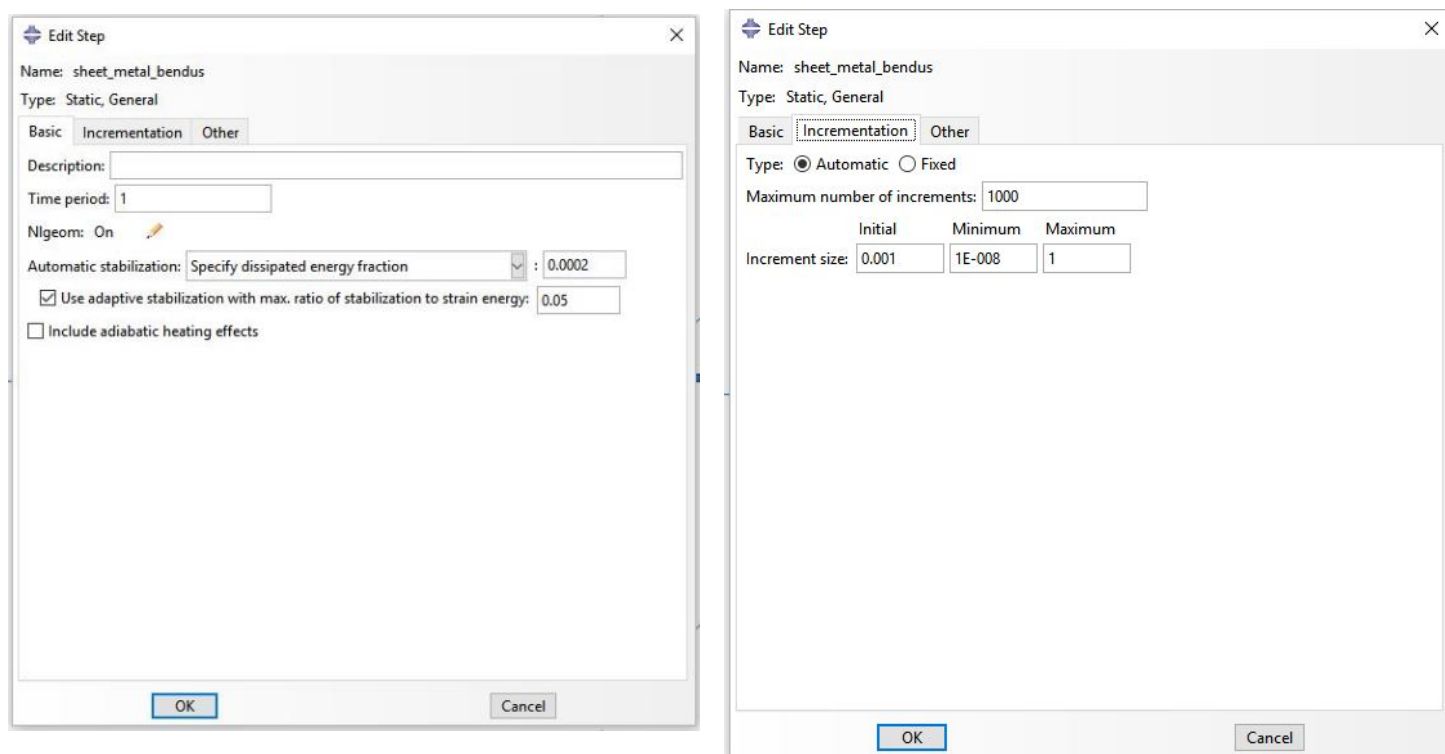 Edit Step
Name: sheet_metal_bendus
Type: Static, General
Basic Incrementation Other
Description:
Time period: 1
Nlgeom: On
Automatic stabilization: Specify dissipated energy fraction : 0.0002
Use adaptive stabilization with max. ratio of stabilization to strain energy: 0.05
Include adiabatic heating effects
OK Cancel
Edit Step
Name: sheet_metal_bendus
Type: Static, General
Basic Incrementation Other
Type: Automatic Fixed
Maximum number of increments: 1000
Initial Minimum Maximum
Increment size: 0.001 1E-008 1
OK Cancel